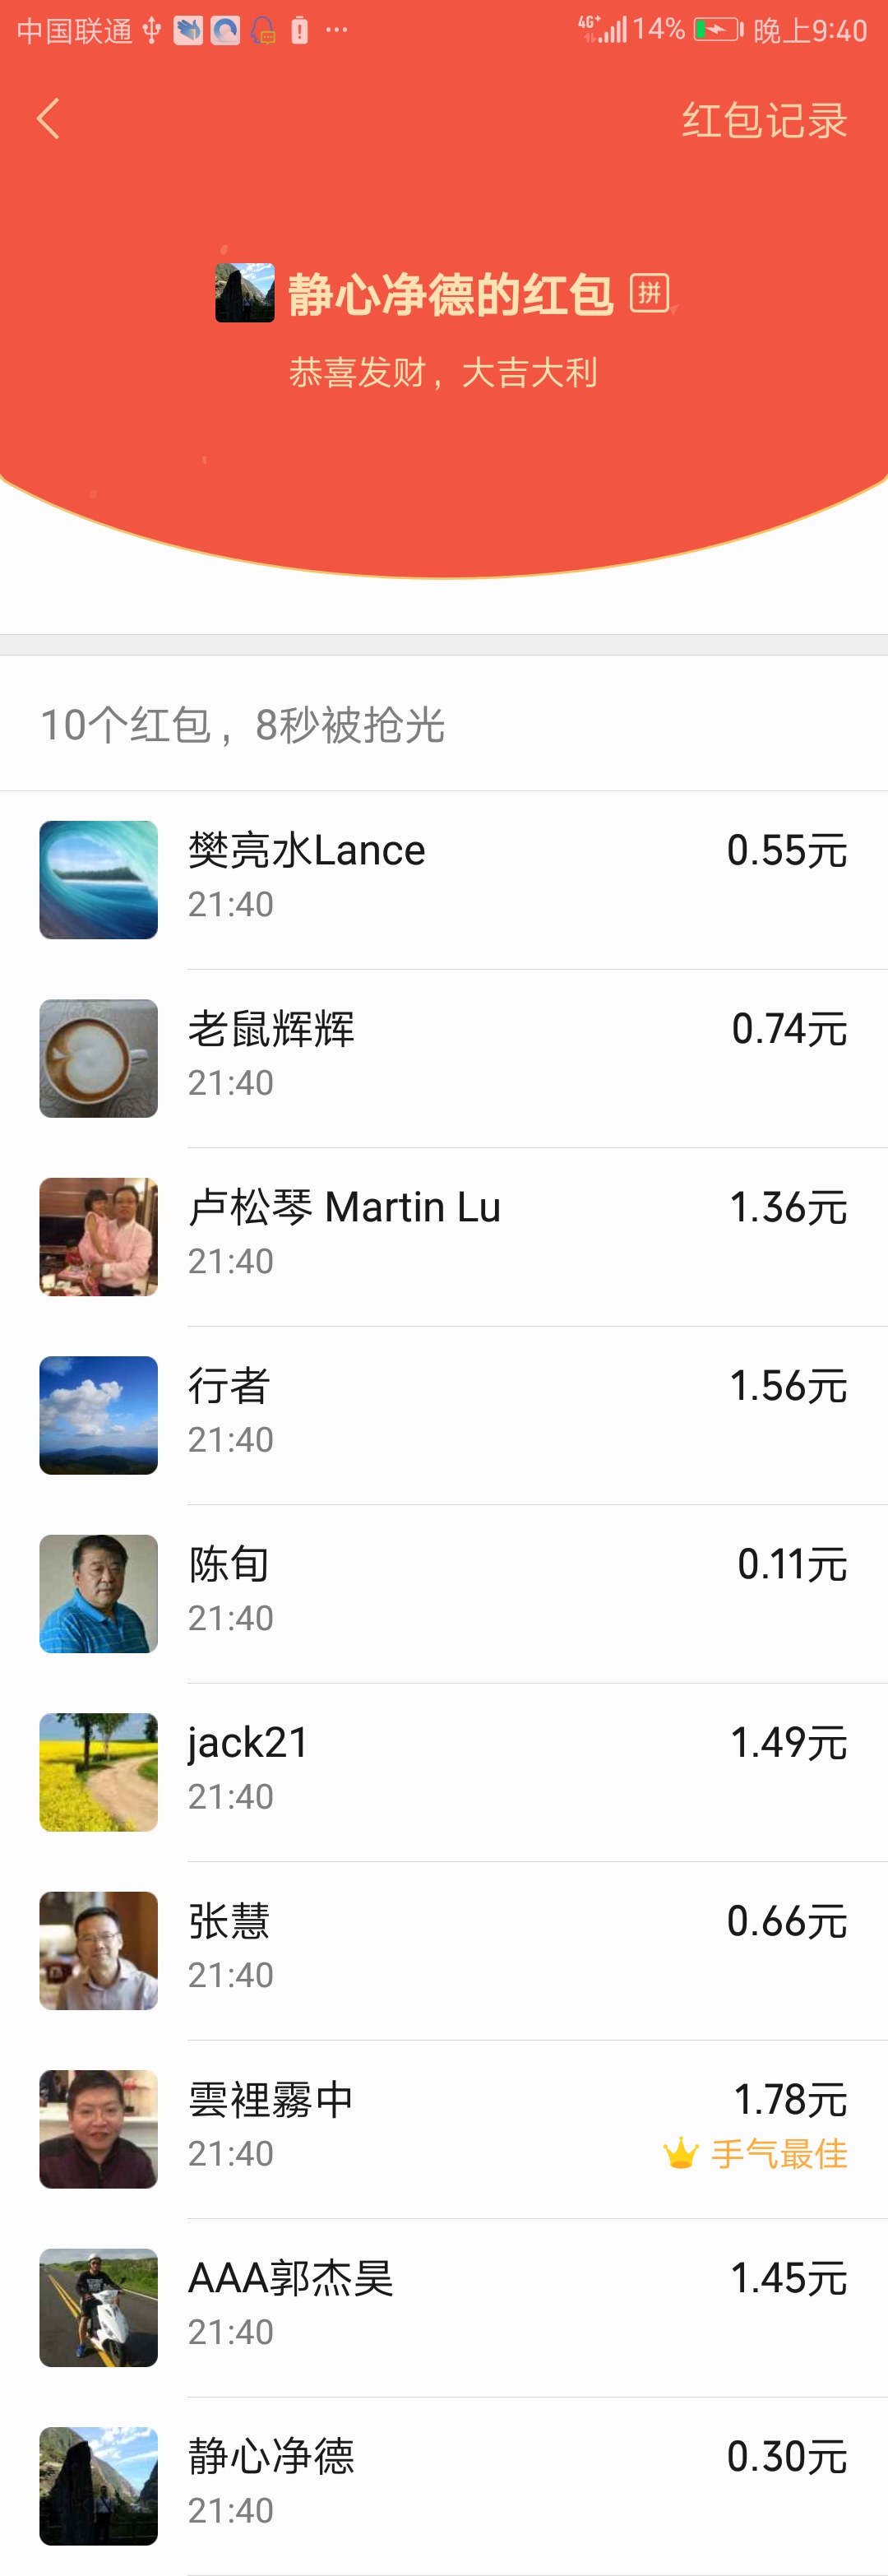 中国联通 4G+ 14% 晚上9:40
红包记录
静心净德的红包 拼
恭喜发财，大吉大利
10个红包，8秒被抢光
樊亮水Lance 0.55元
21:40
老鼠辉辉 0.74元
21:40
卢松琴 Martin Lu 1.36元
21:40
行者 1.56元
21:40
陈旬 0.11元
21:40
jack21 1.49元
21:40
张慧 0.66元
21:40
雲裡霧中 1.78元
21:40 手气最佳
AAA郭杰昊 1.45元
21:40
静心净德 0.30元
21:40